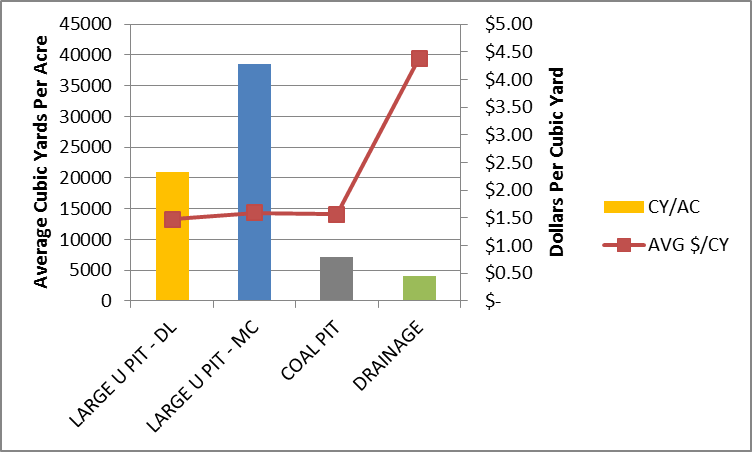 Average Cubic Yards Per Acre
45000
40000
35000
30000
25000
20000
15000
10000
5000
0
$5.00
$4.50
$4.00
$3.50
$3.00
$2.50
$2.00
$1.50
$1.00
$0.50
$-
Dollars Per Cubic Yard
CY/AC
AVG $/CY
LARGE U PIT - DL
LARGE U PIT - MC
COAL PIT
DRAINAGE